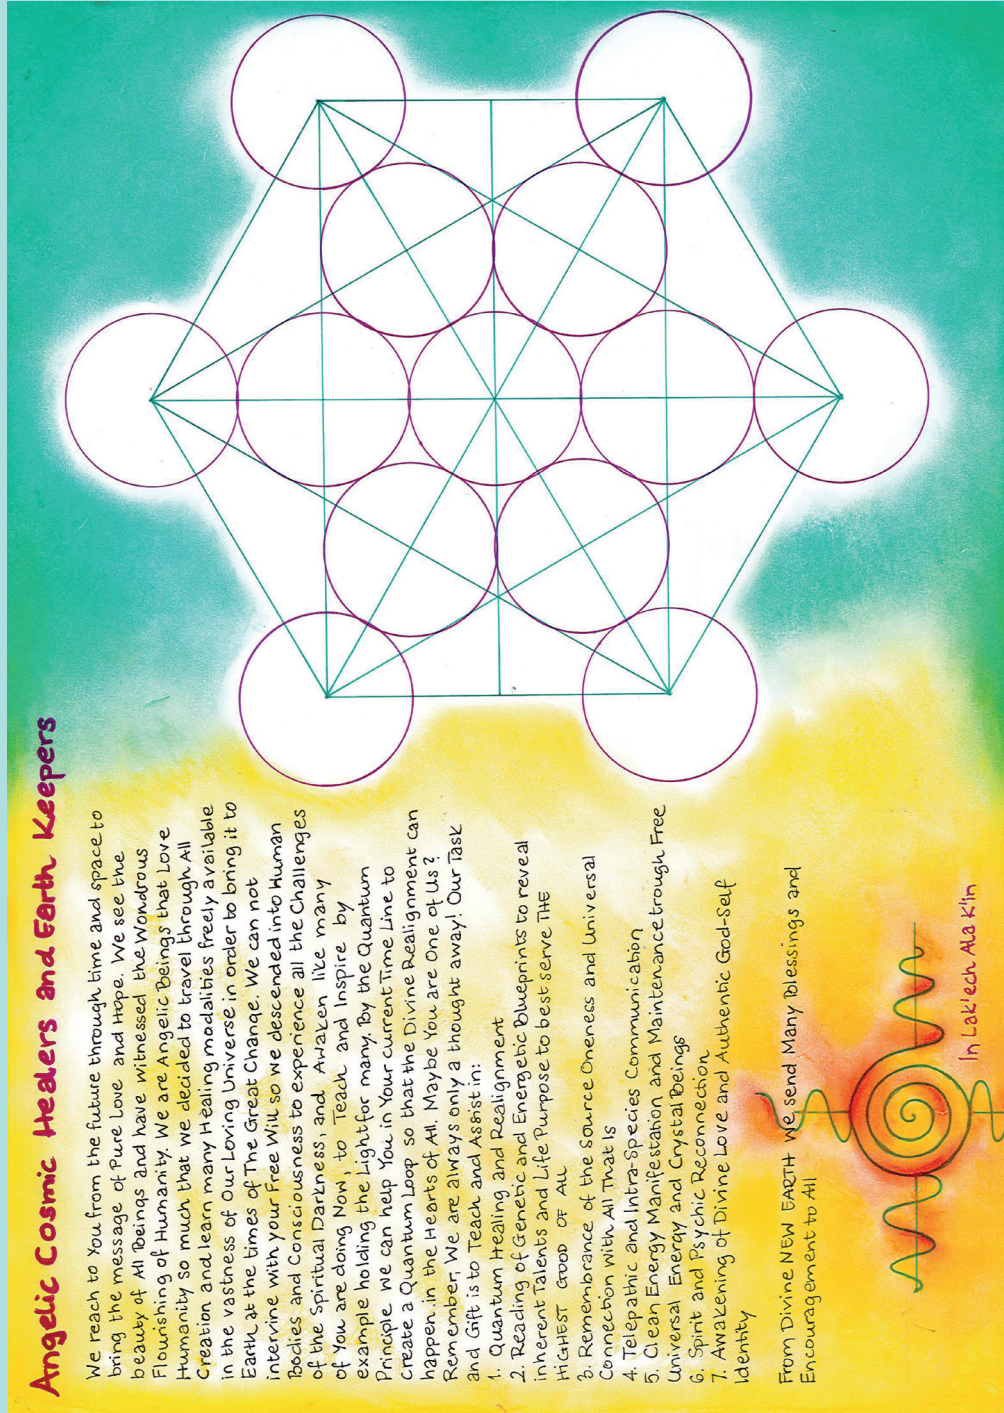 Angelic Cosmic Healers and Earth Keepers
We reach to You from the future through time and space to
bring the message of Pure Love and Hope. We see the
beauty of All Beings and have witnessed the Wondrous
Flourishing of Humanity. We are Angelic Beings that Love
Humanity so much that we decided to travel through All
Creation and learn many Healing modalities freely available
in the vastness of Our Loving Universe in order to bring it to
Earth at the times of The Great Change. We can not
intervine with your Free Will so we descended into Human
Bodies and Consciousness to experience all the Challenges
of the Spiritual Darkness, and Awaken like many
of You are doing Now, to Teach and Inspire by
example holding the Light for many. By the Quantum
Principle we can help You in Your current Time Line to
create a Quantum Loop so that the Divine Realignment can
happen in the Hearts of All. Maybe You are One of Us?
Remember, We are always only a thought away! Our Task
and Gift is to Teach and Assist in:
1. Quantum Healing and Realignment
2. Reading of Genetic and Energetic Blueprints to reveal
inherent Talents and Life Purpose to best serve THE
HIGHEST GOOD OF ALL
3. Remembrance of the Source Oneness and Universal
Connection with All That Is
4. Telepathic and Intra-Species Communication
5. Clean Energy Manifestation and Maintenance trough Free
Universal Energy and Crystal Beings
6. Spirit and Psychic Reconnection
7. Awakening of Divine Love and Authentic God-Self
Identity
From Divine NEW EARTH We send Many Blessings and
Encouragement to All
In Lak'ech Ala K'in